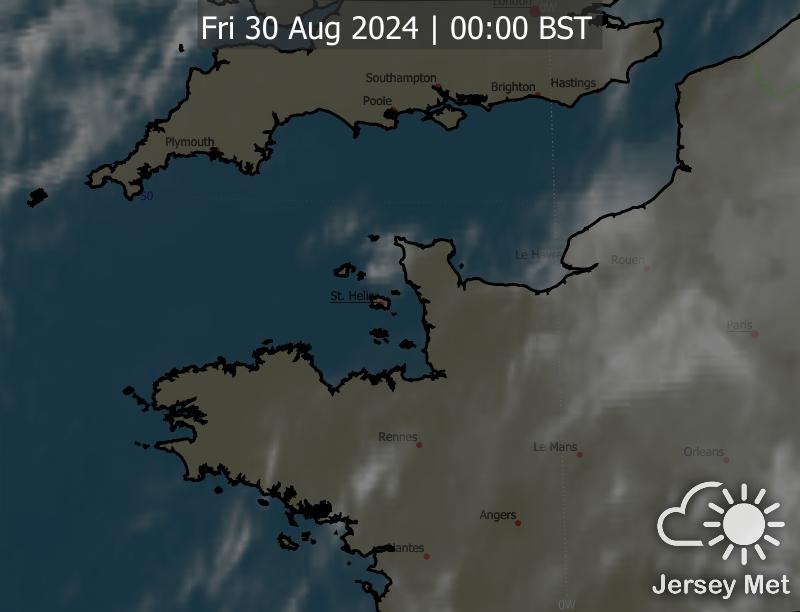 London
0W
Fri 30 Aug 2024 | 00:00 BST
Southampton
Brighton
Hastings
Poole
Plymouth
50
Le Havre
Rouen
St. Helier
Paris
Rennes
Le Mans
Orleans
Angers
Nantes
0W
Jersey Met